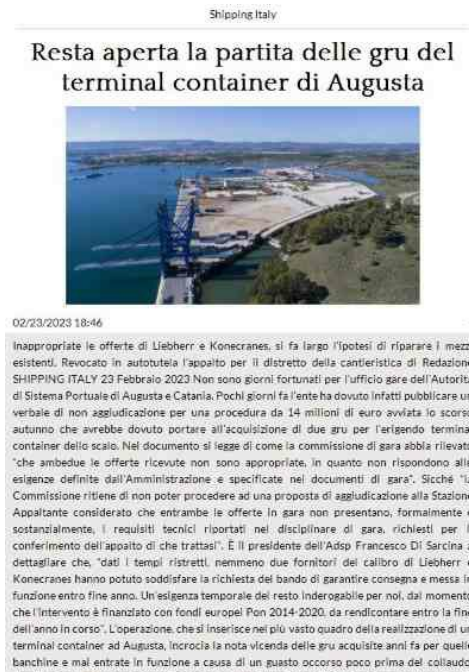 Shipping Italy
Resta aperta la partita delle gru del
terminal container di Augusta
02/23/2023 18:46
Inappropriate le offerte di Liebherr e Konecranes, si fa largo l'ipotesi di riparare i mezz
esistenti. Revocato in autotutela l'appalto per il distretto della cantieristica di Redazione
SHIPPING ITALY 23 Febbraio 2023 Non sono giorni fortunati per l'ufficio gare dell'Autorit
di Sistema Portuale di Augusta e Catania. Pochi giorni fa l'ente ha dovuto infatti pubblicare un
verbale di non aggiudicazione per una procedura da 14 milioni di euro avviata lo scorso
autunno che avrebbe dovuto portare all'acquisizione di due gru per l'erigendo termina
container dello scalo. Nel documento si legge di come la commissione di gara abbia rilevato
"che ambedue le offerte ricevute non sono appropriate, in quanto non rispondono alle
esigenze definite dall'Amministrazione e specificate nei documenti di gara". Sicché "la
Commissione ritiene di non poter procedere ad una proposta di aggiudicazione alla Stazione
Appaltante considerato che entrambe le offerte in gara non presentano, formalmente e
sostanzialmente, i requisiti tecnici riportati nel disciplinare di gara, richiesti per i
conferimento dell'appalto di che trattasi". È il presidente dell'Adsp Francesco Di Sarcina a
dettagliare che, "dati i tempi ristretti, nemmeno due fornitori del calibro di Liebherr e
Konecranes hanno potuto soddisfare la richiesta del bando di garantire consegna e messa in
funzione entro fine anno. Un'esigenza temporale del resto inderogabile per noi, dal momento
che l'intervento è finanziato con fondi europei Pon 2014-2020, da rendicontare entro la fine
dell'anno in corso". L'operazione, che si inserisce nel più vasto quadro della realizzazione di un
terminal container ad Augusta, incrocia la nota vicenda delle gru acquisite anni fa per quelle
banchine e mai entrate in funzione a causa di un guasto occorso poco prima del collaudo